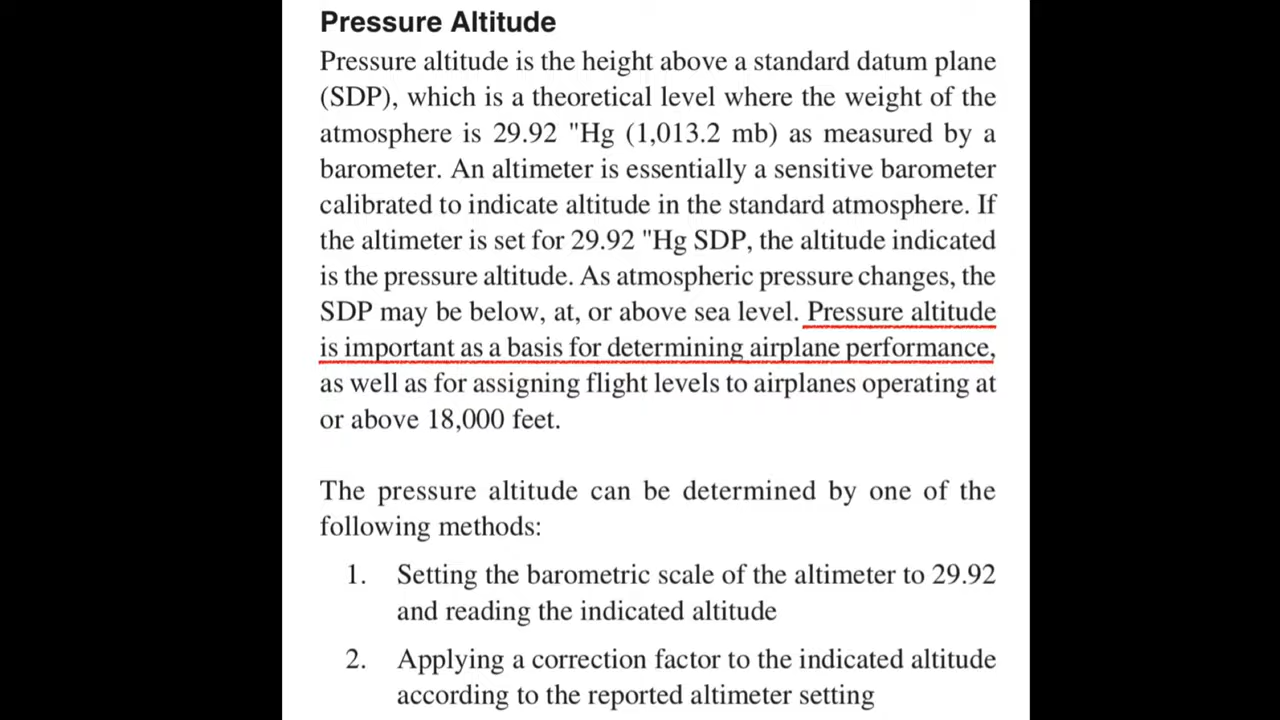 Pressure Altitude
Pressure altitude is the height above a standard datum plane
(SDP), which is a theoretical level where the weight of the
atmosphere is 29.92 "Hg (1,013.2 mb) as measured by a
barometer. An altimeter is essentially a sensitive barometer
calibrated to indicate altitude in the standard atmosphere. If
the altimeter is set for 29.92 "Hg SDP, the altitude indicated
is the pressure altitude. As atmospheric pressure changes, the
SDP may be below, at, or above sea level. Pressure altitude
is important as a basis for determining airplane performance,
as well as for assigning flight levels to airplanes operating at
or above 18,000 feet.
The pressure altitude can be determined by one of the
following methods:
1. Setting the barometric scale of the altimeter to 29.92
and reading the indicated altitude
2. Applying a correction factor to the indicated altitude
according to the reported altimeter setting